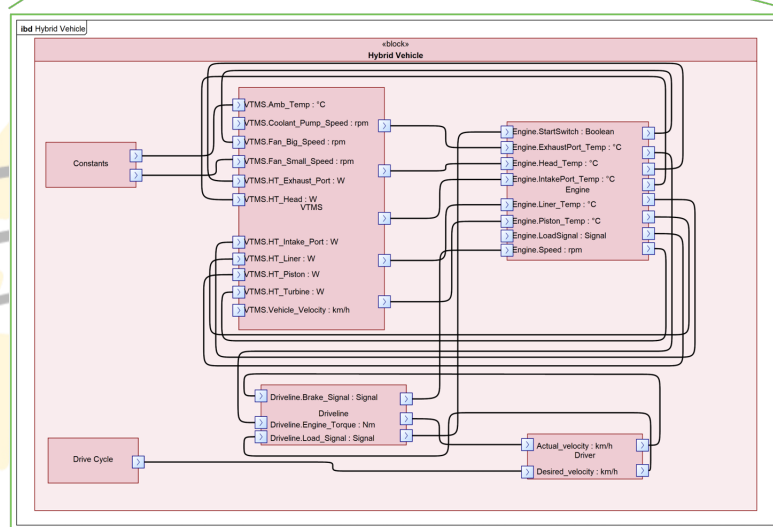 ibd Hybrid Vehicle
«block»
Hybrid Vehicle
Constants
VTMS.Amb_Temp : °C
VTMS.Coolant_Pump_Speed : rpm
VTMS.Fan_Big_Speed : rpm
VTMS.Fan_Small_Speed : rpm
VTMS.HT_Exhaust_Port : W
VTMS.HT_Head : W
VTMS
VTMS.HT_Intake_Port : W
VTMS.HT_Liner : W
VTMS.HT_Piston : W
VTMS.HT_Turbine : W
VTMS.Vehicle_Velocity : km/h
Engine.StartSwitch : Boolean
Engine.ExhaustPort_Temp : °C
Engine.Head_Temp : °C
Engine.IntakePort_Temp : °C
Engine
Engine.Liner_Temp : °C
Engine.Piston_Temp : °C
Engine.LoadSignal : Signal
Engine.Speed : rpm
Driveline.Brake_Signal : Signal
Driveline
Driveline.Engine_Torque : Nm
Driveline.Load_Signal : Signal
Drive Cycle
Actual_velocity : km/h
Driver
Desired_velocity : km/h